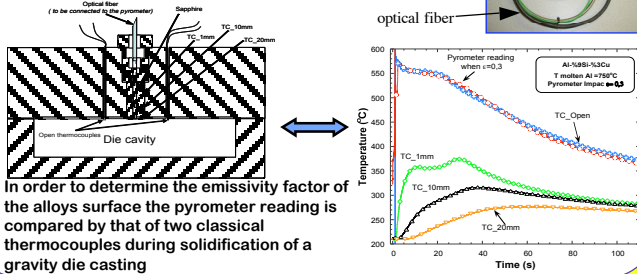 Optical fiber
( to be connected to the pyrometer)
Sapphire
TC_1mm
TC_10mm
TC_20mm
Open thermocouples
Die cavity
In order to determine the emissivity factor of
the alloys surface the pyrometer reading is
compared by that of two classical
thermocouples during solidification of a
gravity die casting
optical fiber
600
550
500
450
400
350
300
250
200
Temperature (°C)
Pyrometer reading
when ε=0,3
Al-%9Si-%3Cu
T molten Al =750°C
Pyrometer Impac ε=0,3
TC_Open
TC_1mm
TC_10mm
TC_20mm
0 20 40 60 80 100
Time (s)